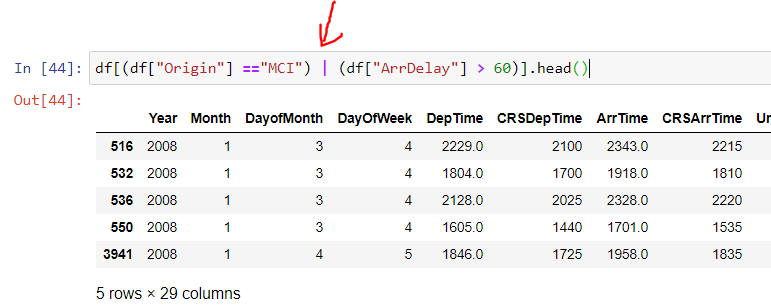 In [44]: df[(df["Origin"] =="MCI") | (df["ArrDelay"] > 60)].head()
Out[44]:
Year Month DayofMonth DayOfWeek DepTime CRSDepTime ArrTime CRSArrTime Un
516 2008 1 3 4 2229.0 2100 2343.0 2215
532 2008 1 3 4 1804.0 1700 1918.0 1810
536 2008 1 3 4 2128.0 2025 2328.0 2220
550 2008 1 3 4 1605.0 1440 1701.0 1535
3941 2008 1 4 5 1846.0 1725 1958.0 1835
5 rows × 29 columns